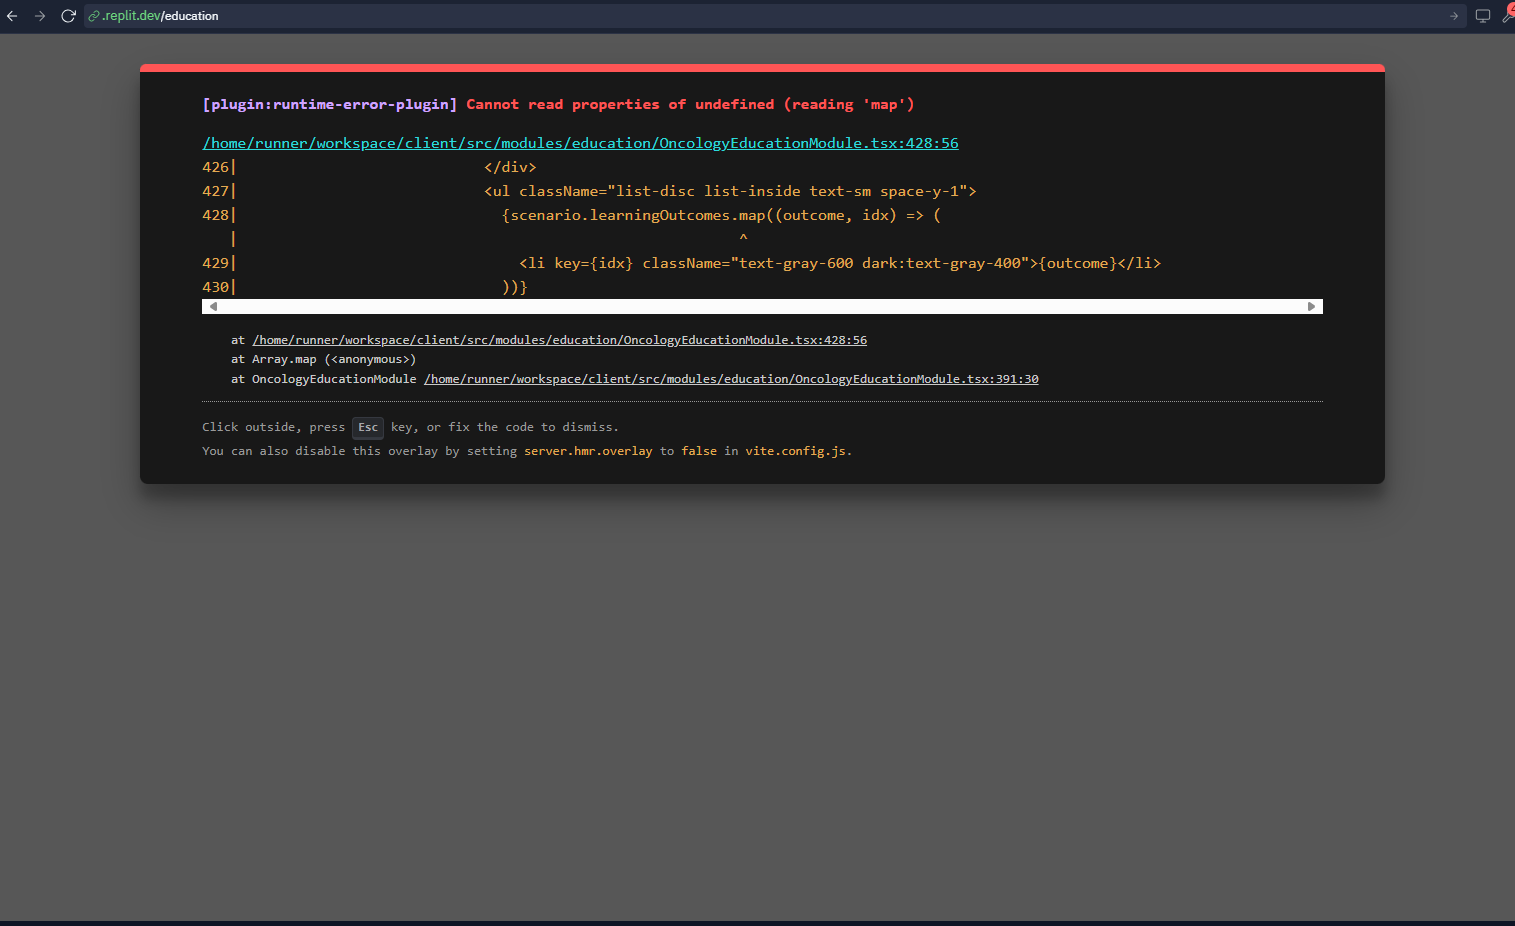 .replit.dev/education
4
[plugin:runtime-error-plugin] Cannot read properties of undefined (reading 'map')
/home/runner/workspace/client/src/modules/education/OncologyEducationModule.tsx:428:56
426|                            </div>
427|                            <ul className="list-disc list-inside text-sm space-y-1">
428|                              {scenario.learningOutcomes.map((outcome, idx) => (
   |                                                         ^
429|                                <li key={idx} className="text-gray-600 dark:text-gray-400">{outcome}</li>
430|                              ))}
at /home/runner/workspace/client/src/modules/education/OncologyEducationModule.tsx:428:56
at Array.map (<anonymous>)
at OncologyEducationModule /home/runner/workspace/client/src/modules/education/OncologyEducationModule.tsx:391:30
Click outside, press Esc key, or fix the code to dismiss.
You can also disable this overlay by setting server.hmr.overlay to false in vite.config.js.